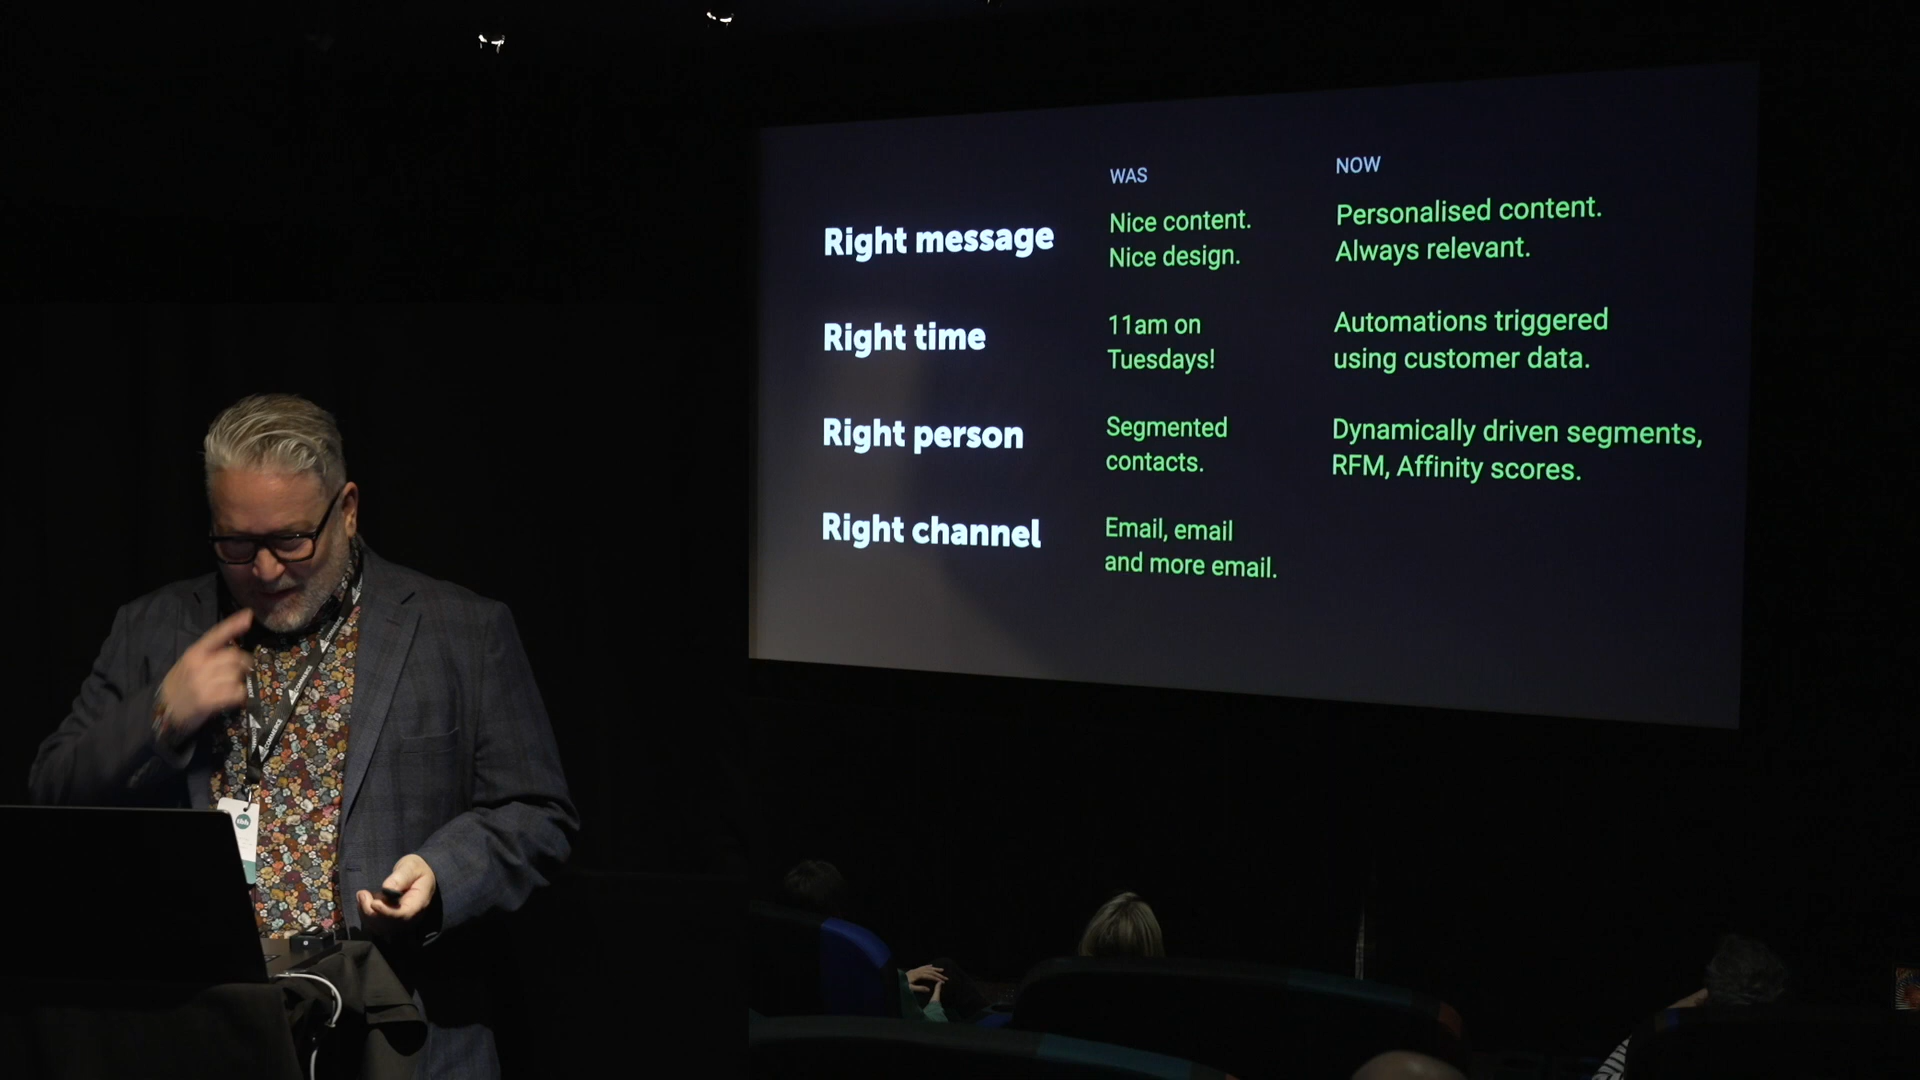 WAS
NOW
Right message
Nice content.
Nice design.
Personalised content.
Always relevant.
Right time
11am on
Tuesdays!
Automations triggered
using customer data.
Right person
Segmented
contacts.
Dynamically driven segments,
RFM, Affinity scores.
Right channel
Email, email
and more email.